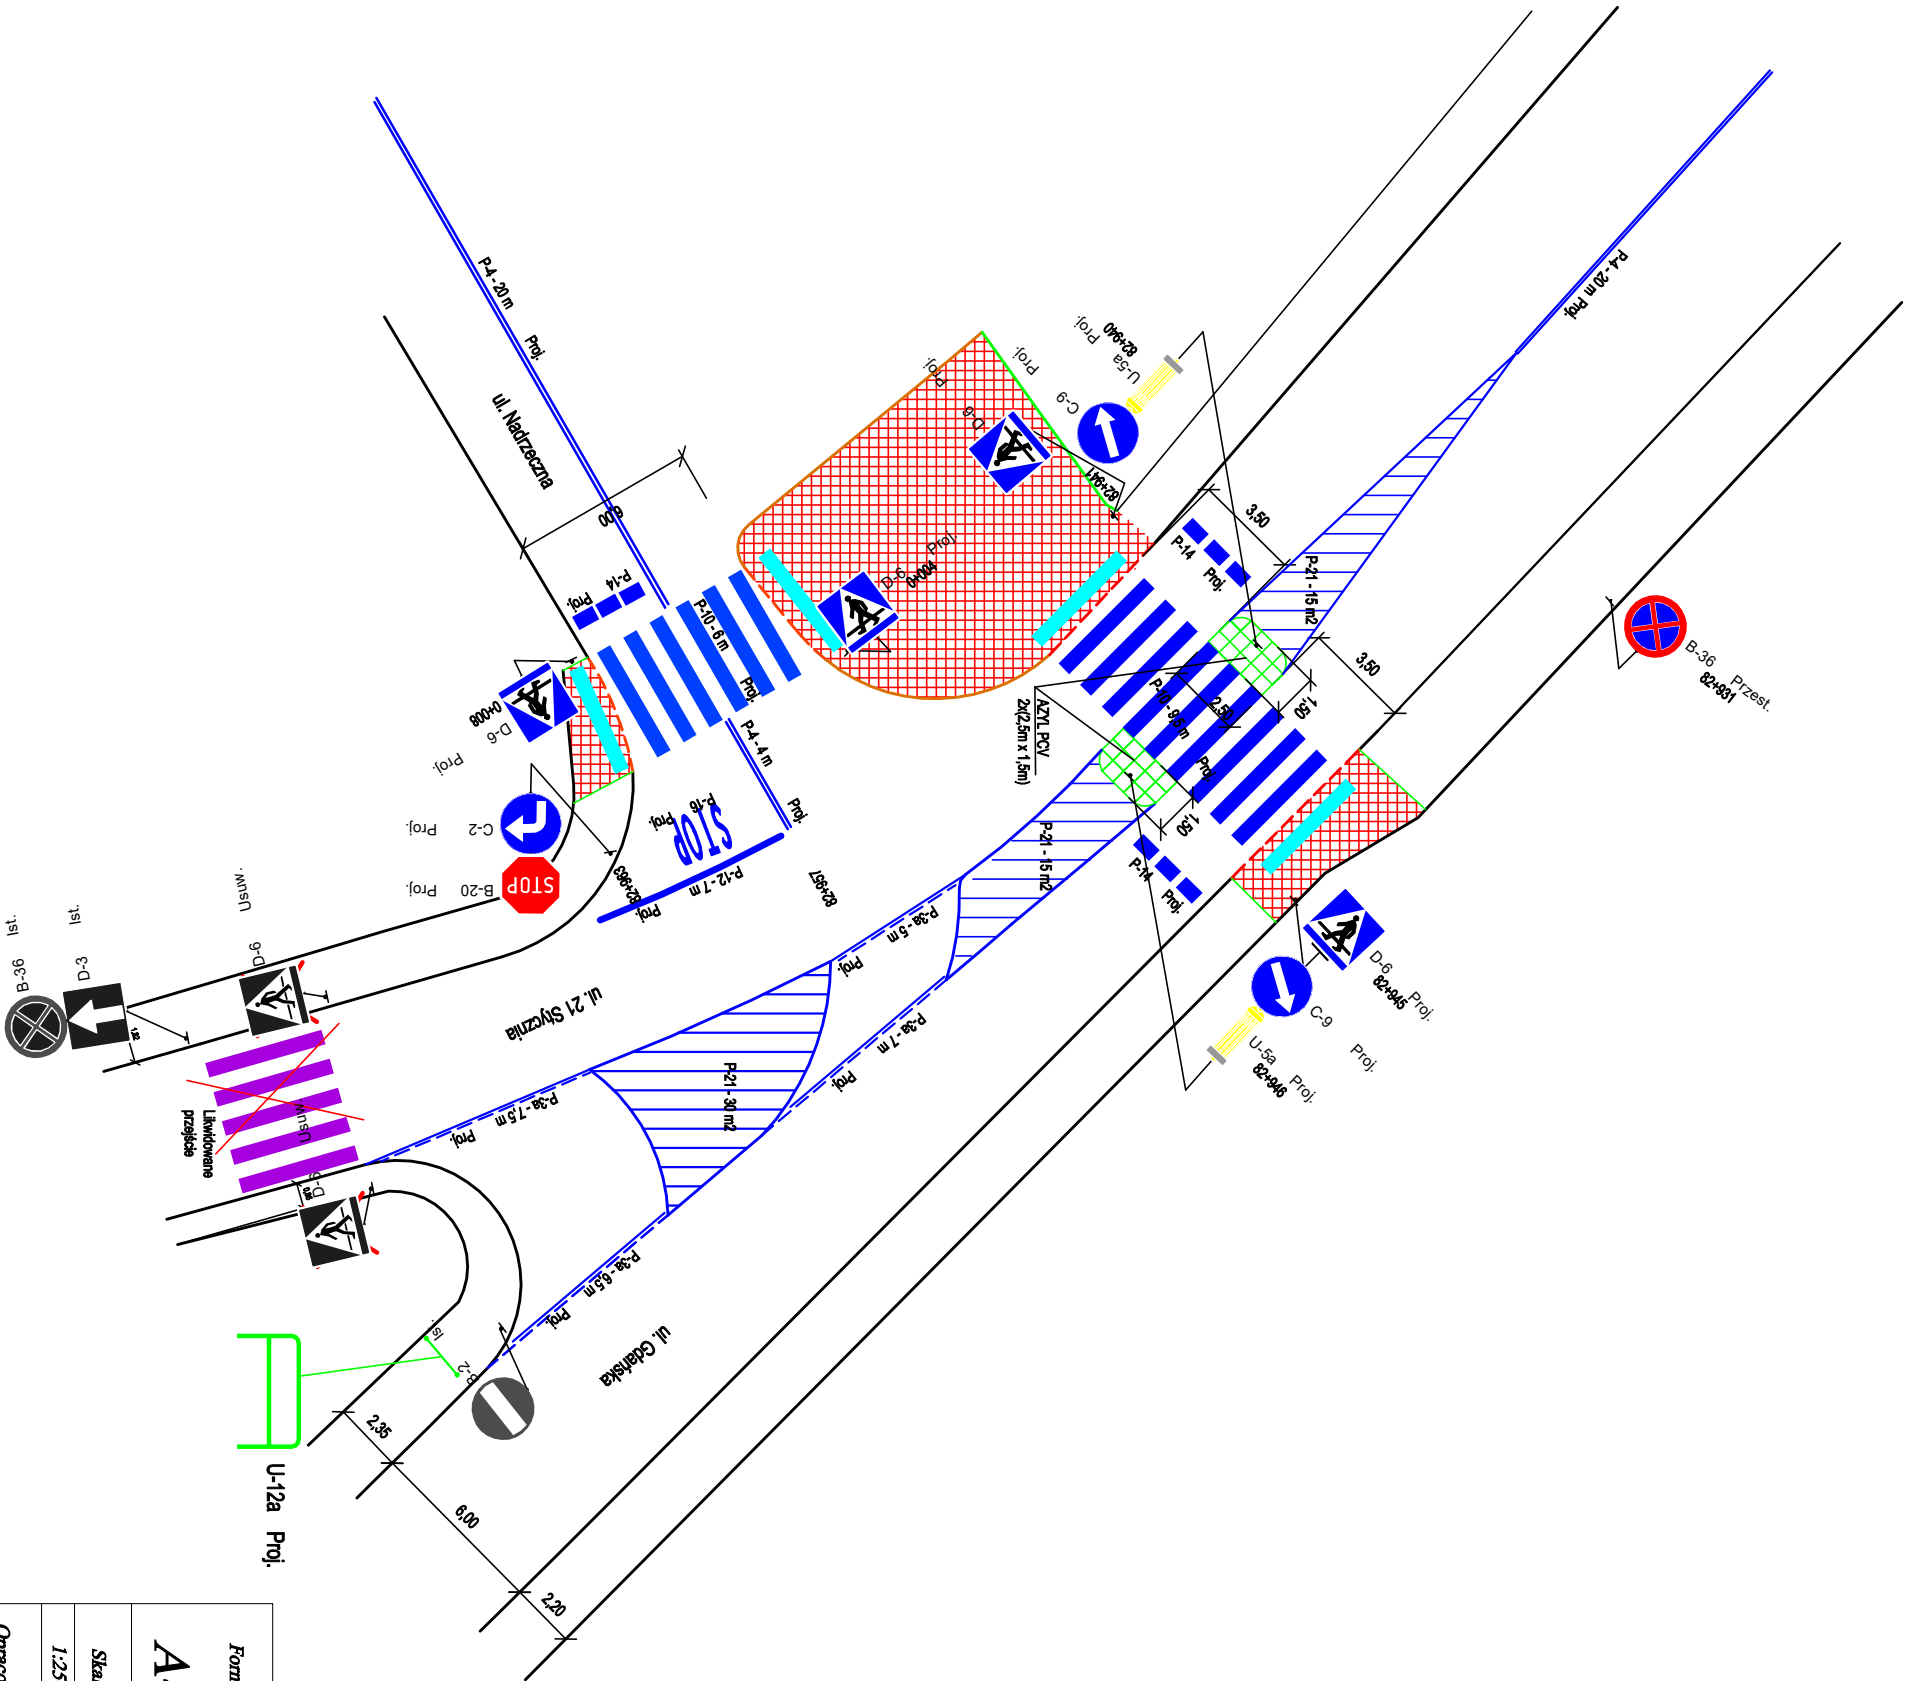 P-4 - 20 m
Proj.
ul. Nadrzeczna
6,00
P-14
Proj.
P-10 - 6 m
Proj.
P-4 - 4 m
Proj.
P-16
Proj.
STOP
P-12 - 7 m
Proj.
82+957
82+963
D-6
0+008
Proj.
C-2
Proj.
STOP
B-20
Proj.
D-6
0+004
Proj.
D-6
Proj.
82+941
Proj.
C-9
U-5a
82+940
Proj.
P-4 - 20 m Proj.
3,50
P-14
Proj.
P-21 - 15 m2
3,50
1,50
2,50
P-10 - 9,5m
Proj.
AZYL PCV
2x(2,5m x 1,5m)
1,50
P-14
Proj.
P-21 - 15 m2
B-36
82+931
Przest.
D-6
82+945
Proj.
C-9
Proj.
U-5a
82+946
Proj.
P-3a - 5 m
Proj.
P-3a - 7 m
Proj.
P-21 - 30 m2
ul. 21 Stycznia
P-3a - 7,5 m
Proj.
P-3a - 6,5 m
Proj.
ul. Gdańska
Usuw.
D-6
Ist.
D-3
Ist.
B-36
1,82
Likwidowane
przejście
Usuw.
D-6
Ist.
B-2
U-12a Proj.
2,35
6,00
2,20
Form
A
Ska
1:25